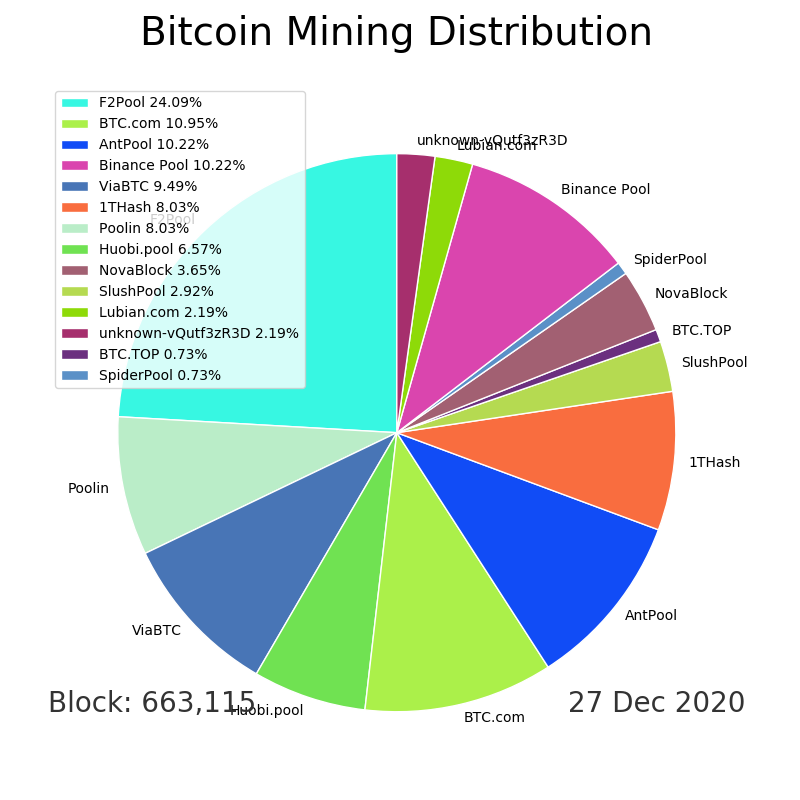 Bitcoin Mining Distribution
F2Pool 24.09%
BTC.com 10.95%
AntPool 10.22%
Binance Pool 10.22%
ViaBTC 9.49%
1THash 8.03%
Poolin 8.03%
Huobi.pool 6.57%
NovaBlock 3.65%
SlushPool 2.92%
Lubian.com 2.19%
unknown-vQutf3zR3D 2.19%
BTC.TOP 0.73%
SpiderPool 0.73%
F2Pool
unknown-vQutf3zR3D
Lubian.com
Binance Pool
SpiderPool
NovaBlock
BTC.TOP
SlushPool
1THash
AntPool
BTC.com
Huobi.pool
ViaBTC
Poolin
Block: 663,115
27 Dec 2020